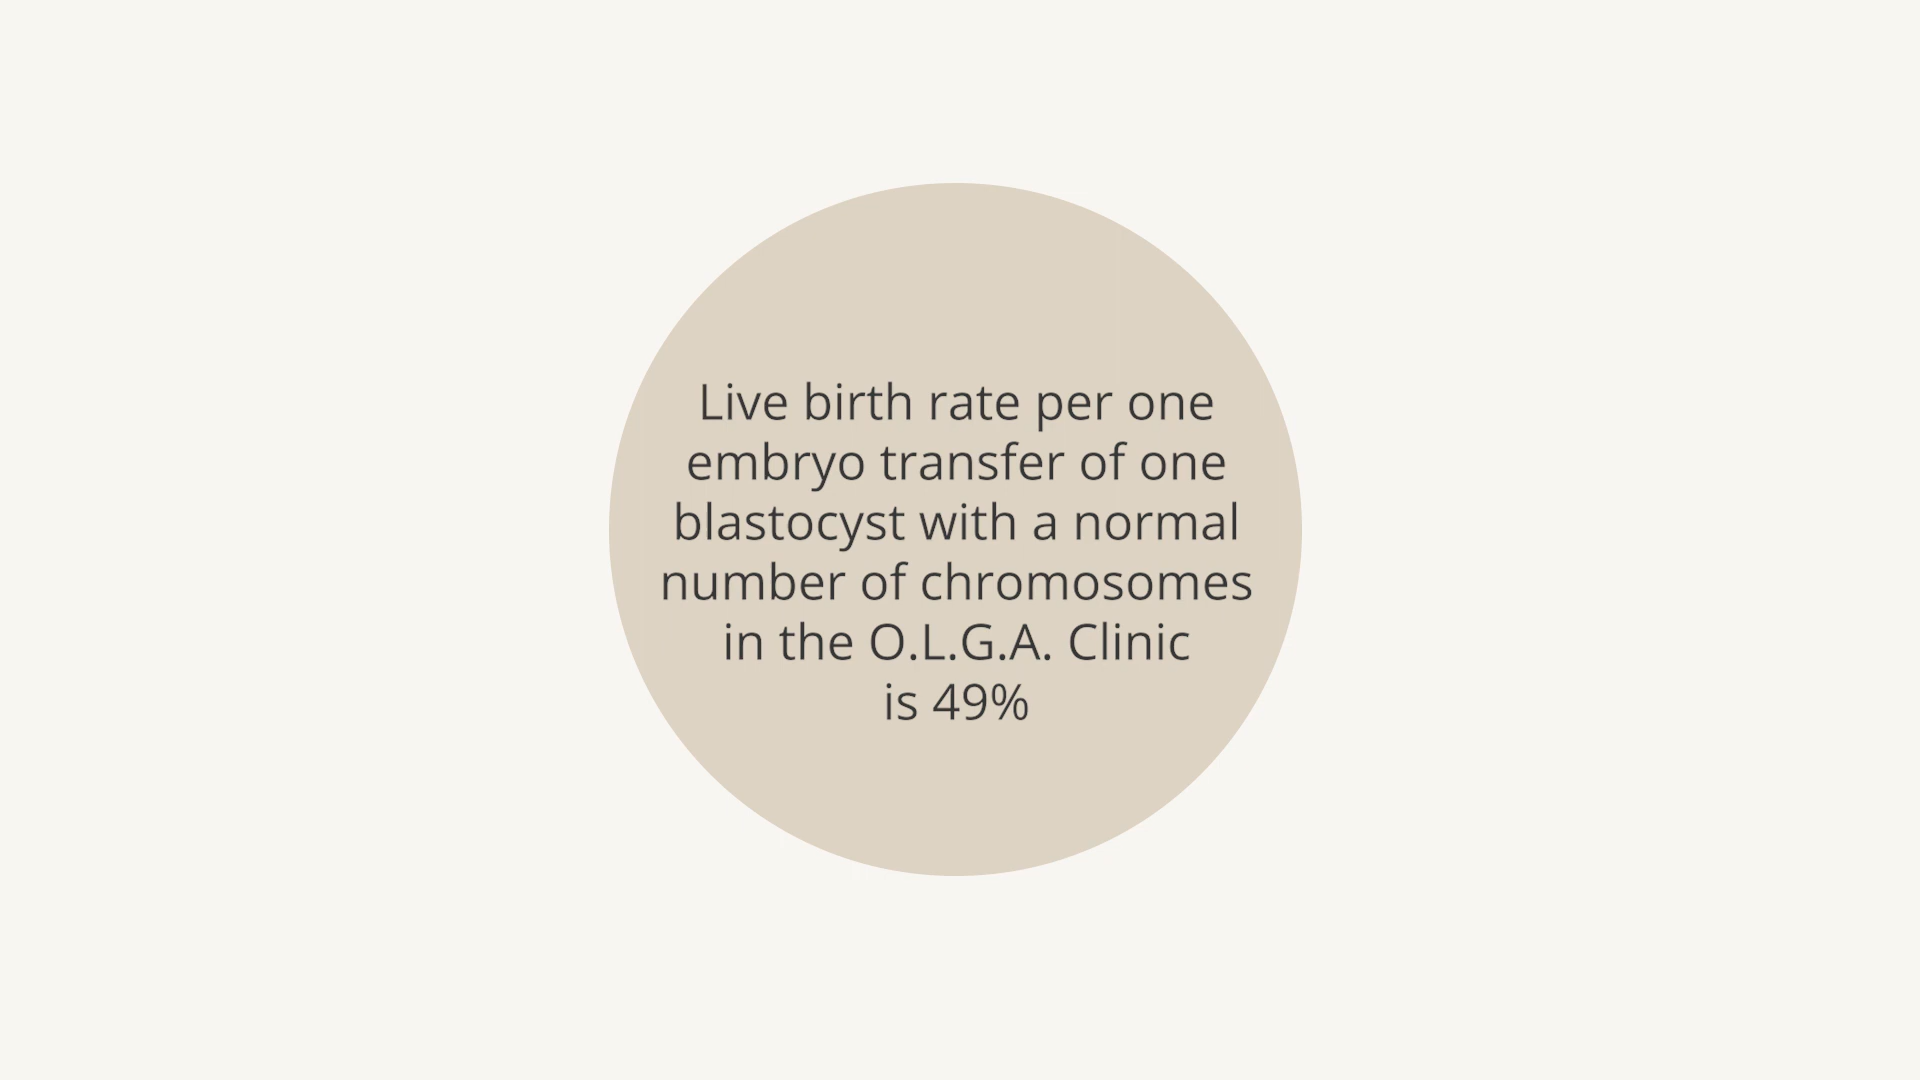 Live birth rate per one
embryo transfer of one
blastocyst with a normal
number of chromosomes
in the O.L.G.A. Clinic
is 49%